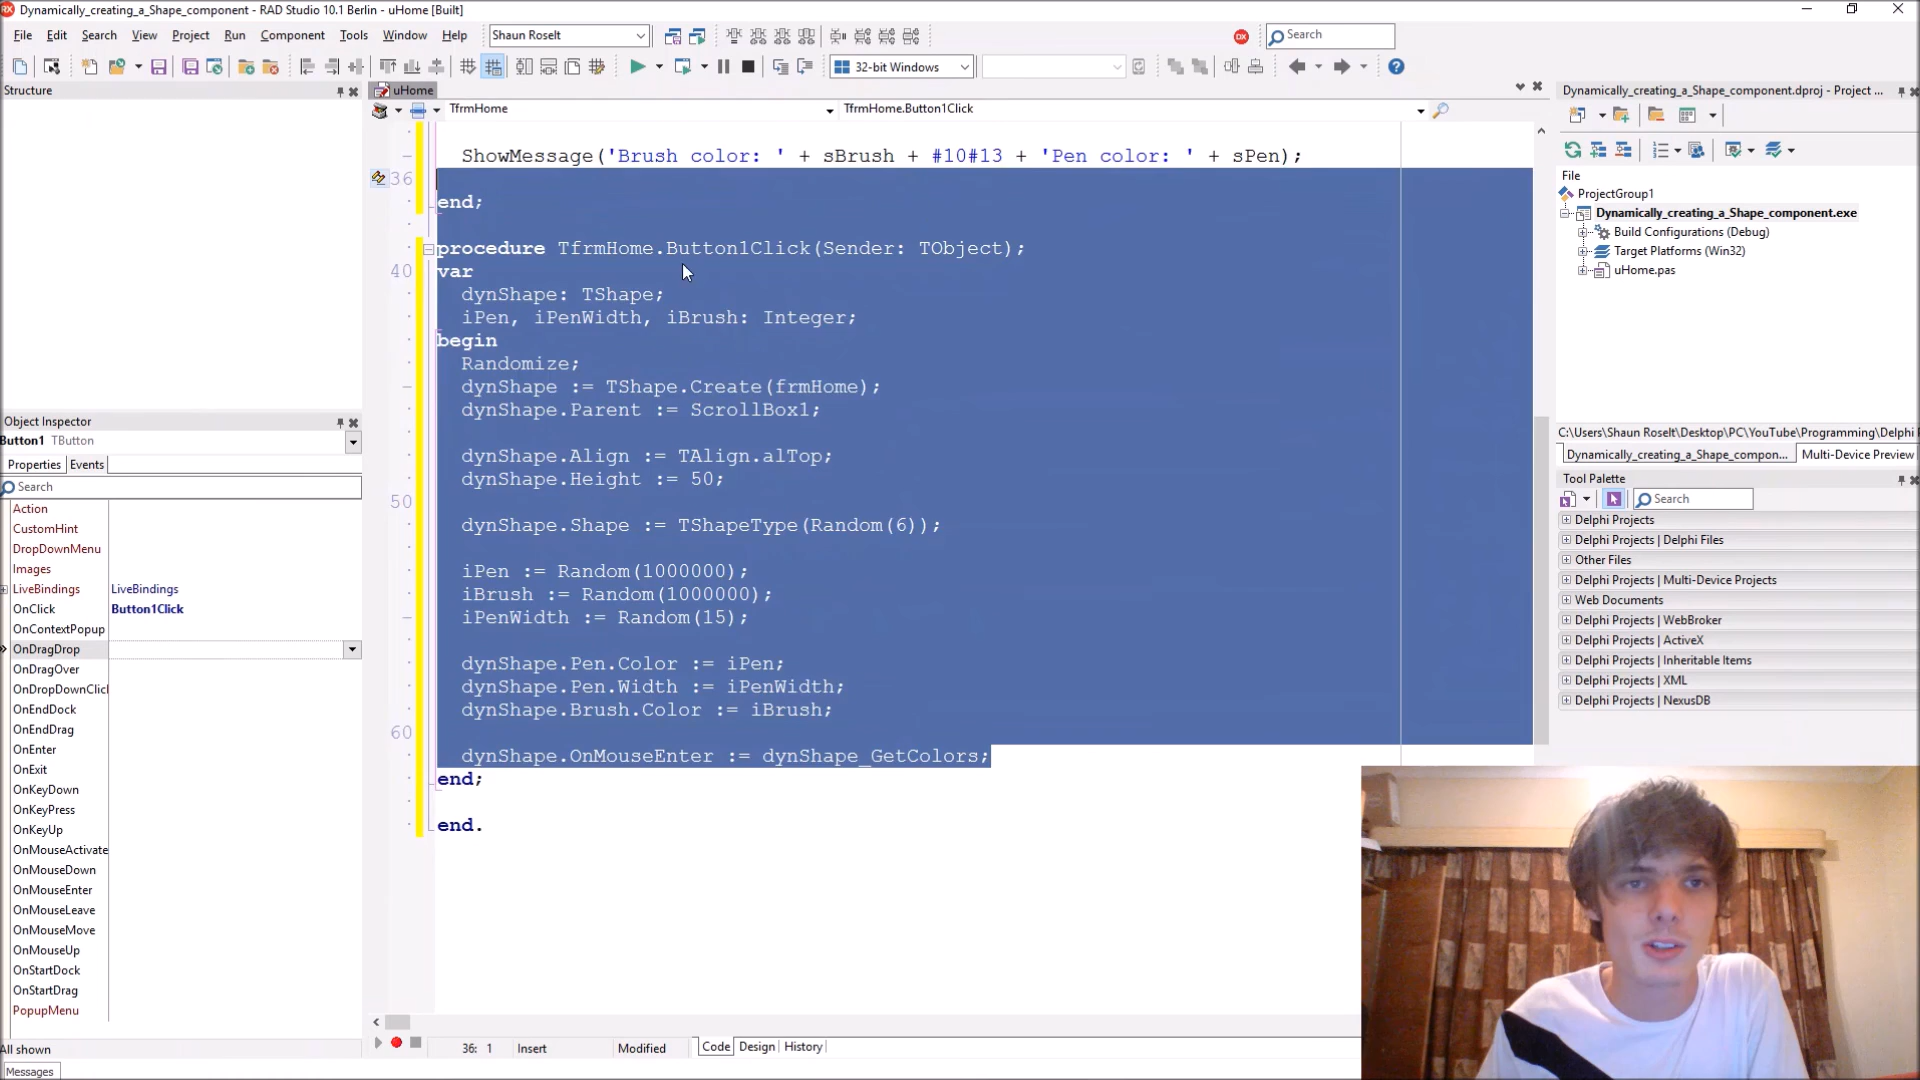 Dynamically_creating_a_Shape_component - RAD Studio 10.1 Berlin - uHome [Built]
File Edit Search View Project Run Component Tools Window Help Shaun Roselt Search
32-bit Windows
Structure
uHome
TfrmHome TfrmHome.Button1Click
ShowMessage('Brush color: ' + sBrush + #10#13 + 'Pen color: ' + sPen);
36
end;
procedure TfrmHome.Button1Click(Sender: TObject);
40 var
dynShape: TShape;
iPen, iPenWidth, iBrush: Integer;
begin
Randomize;
dynShape := TShape.Create(frmHome);
dynShape.Parent := ScrollBox1;
dynShape.Align := TAlign.alTop;
dynShape.Height := 50;
50
dynShape.Shape := TShapeType(Random(6));
iPen := Random(1000000);
iBrush := Random(1000000);
iPenWidth := Random(15);
dynShape.Pen.Color := iPen;
dynShape.Pen.Width := iPenWidth;
dynShape.Brush.Color := iBrush;
60
dynShape.OnMouseEnter := dynShape_GetColors;
end;
end.
36: 1 Insert Modified Code Design History
Object Inspector
Button1 TButton
Properties Events
Search
Action
CustomHint
DropDownMenu
Images
LiveBindings LiveBindings
OnClick Button1Click
OnContextPopup
OnDragDrop
OnDragOver
OnDropDownClicl
OnEndDock
OnEndDrag
OnEnter
OnExit
OnKeyDown
OnKeyPress
OnKeyUp
OnMouseActivate
OnMouseDown
OnMouseEnter
OnMouseLeave
OnMouseMove
OnMouseUp
OnStartDock
OnStartDrag
PopupMenu
All shown
Messages
Dynamically_creating_a_Shape_component.dproj - Project ...
File
ProjectGroup1
Dynamically_creating_a_Shape_component.exe
Build Configurations (Debug)
Target Platforms (Win32)
uHome.pas
C:\Users\Shaun Roselt\Desktop\PC\YouTube\Programming\Delphi
Dynamically_creating_a_Shape_compon... Multi-Device Preview
Tool Palette
Search
Delphi Projects
Delphi Projects | Delphi Files
Other Files
Delphi Projects | Multi-Device Projects
Web Documents
Delphi Projects | WebBroker
Delphi Projects | ActiveX
Delphi Projects | Inheritable Items
Delphi Projects | XML
Delphi Projects | NexusDB